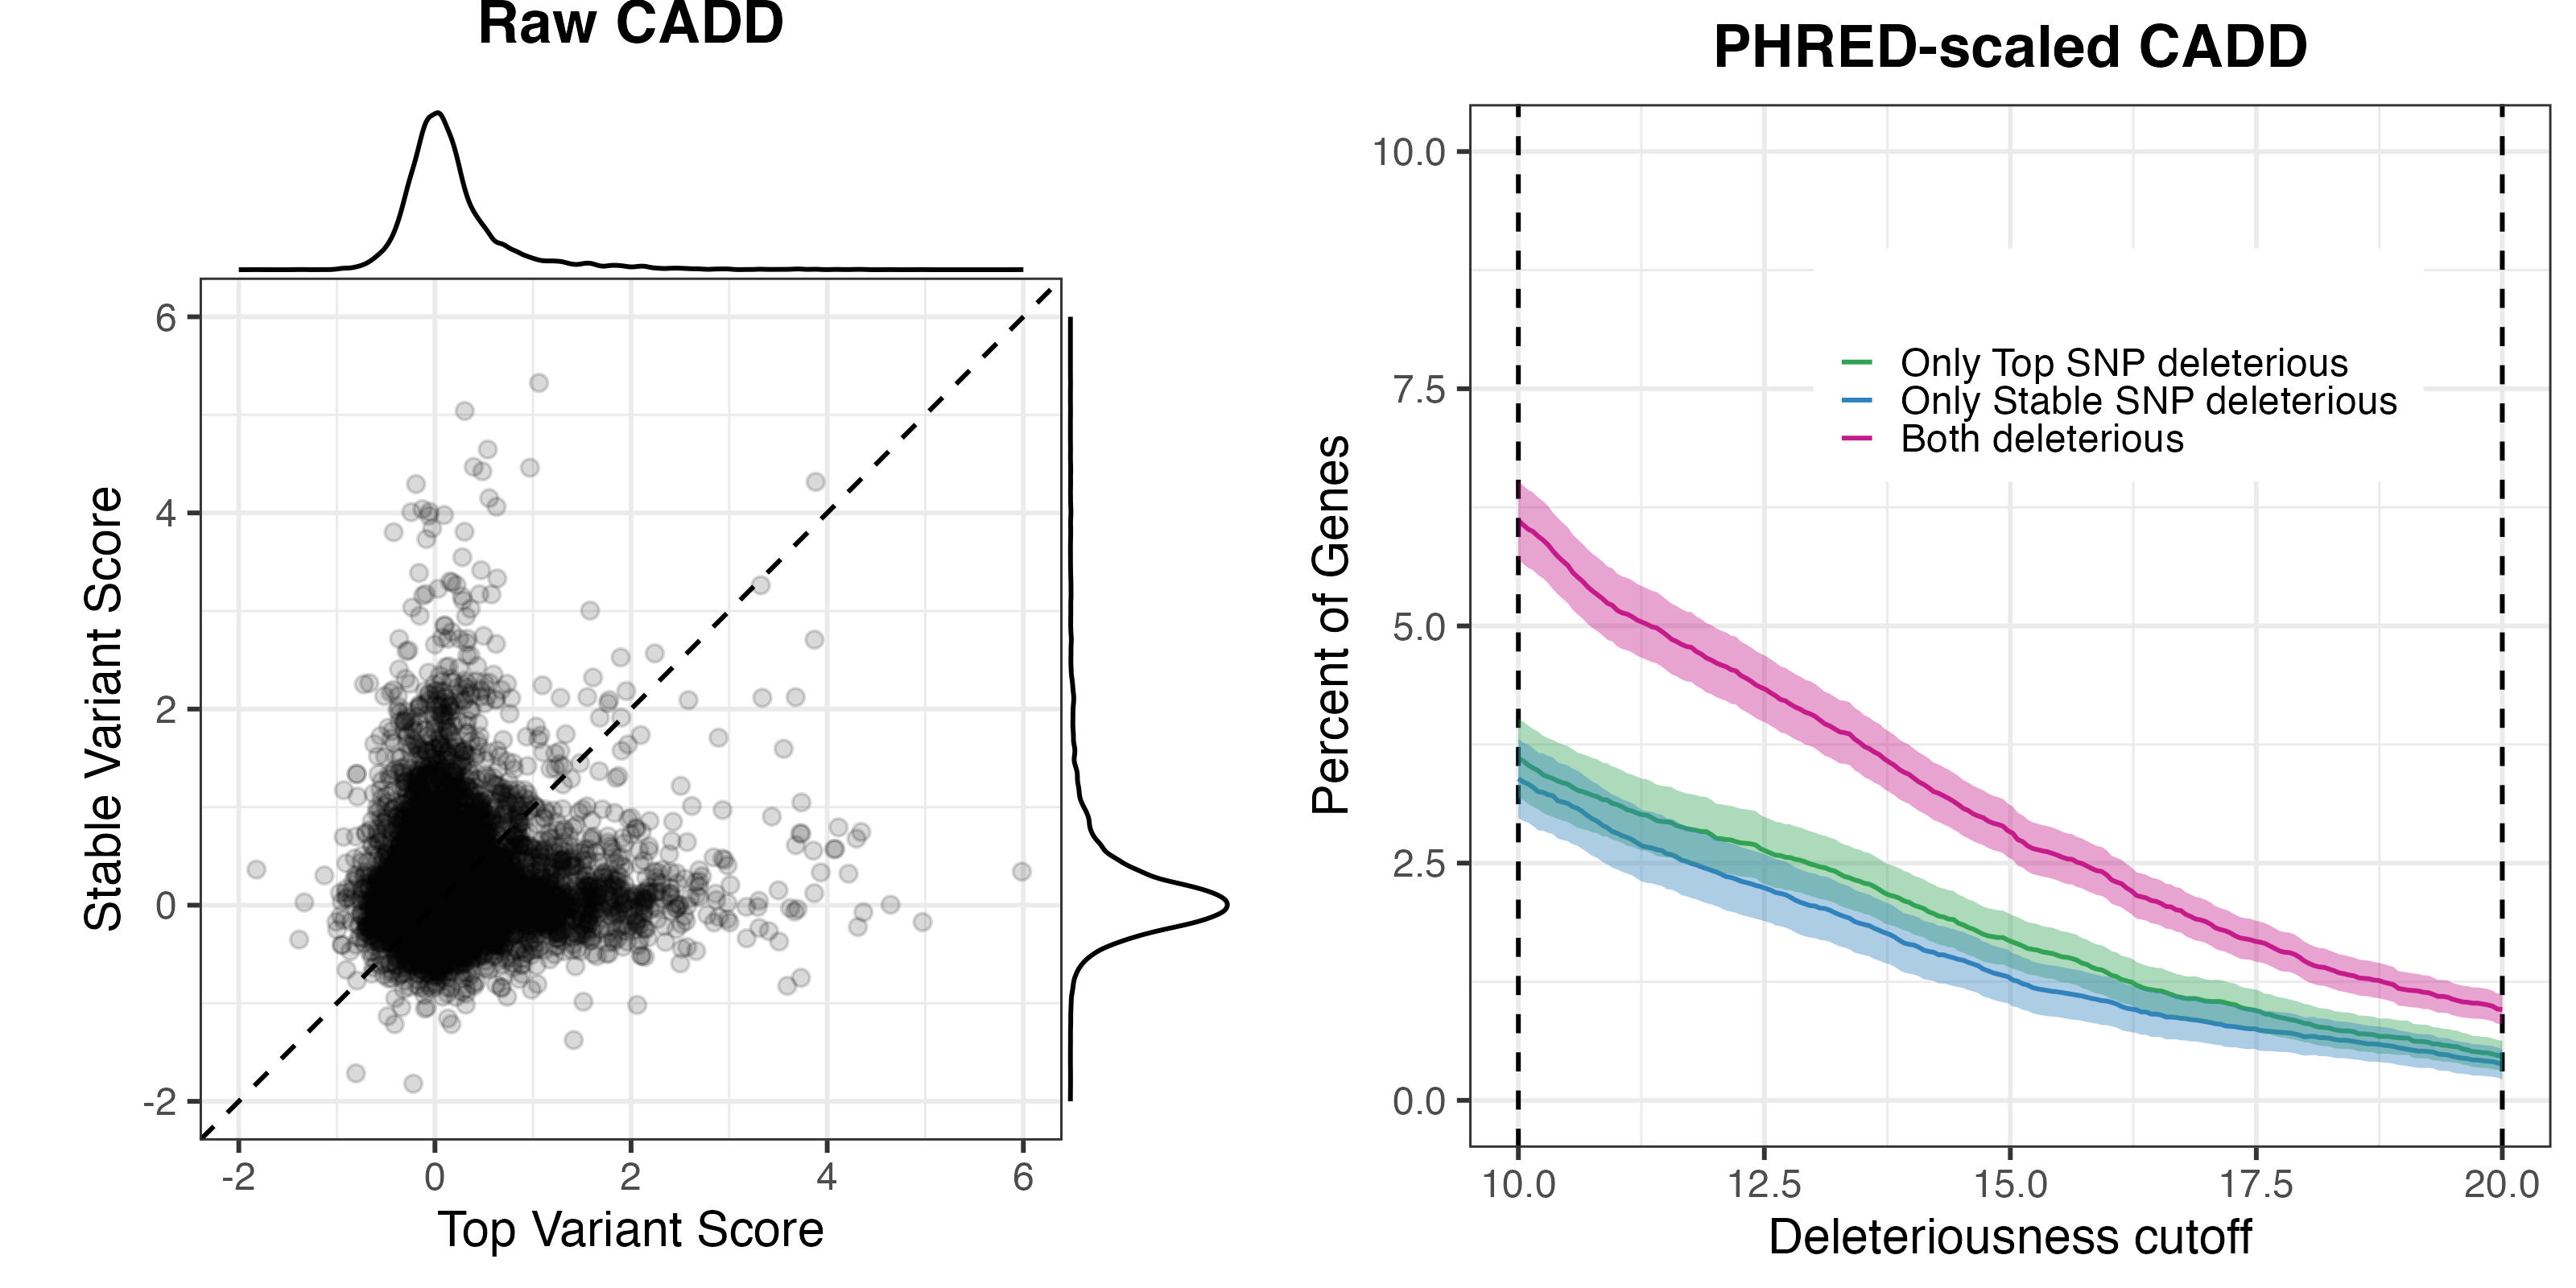 Raw CADD
6
4
2
0
-2
Stable Variant Score
-2 0 2 4 6
Top Variant Score
PHRED-scaled CADD
10.0
7.5
5.0
2.5
0.0
Percent of Genes
Only Top SNP deleterious
Only Stable SNP deleterious
Both deleterious
10.0 12.5 15.0 17.5 20.0
Deleteriousness cutoff